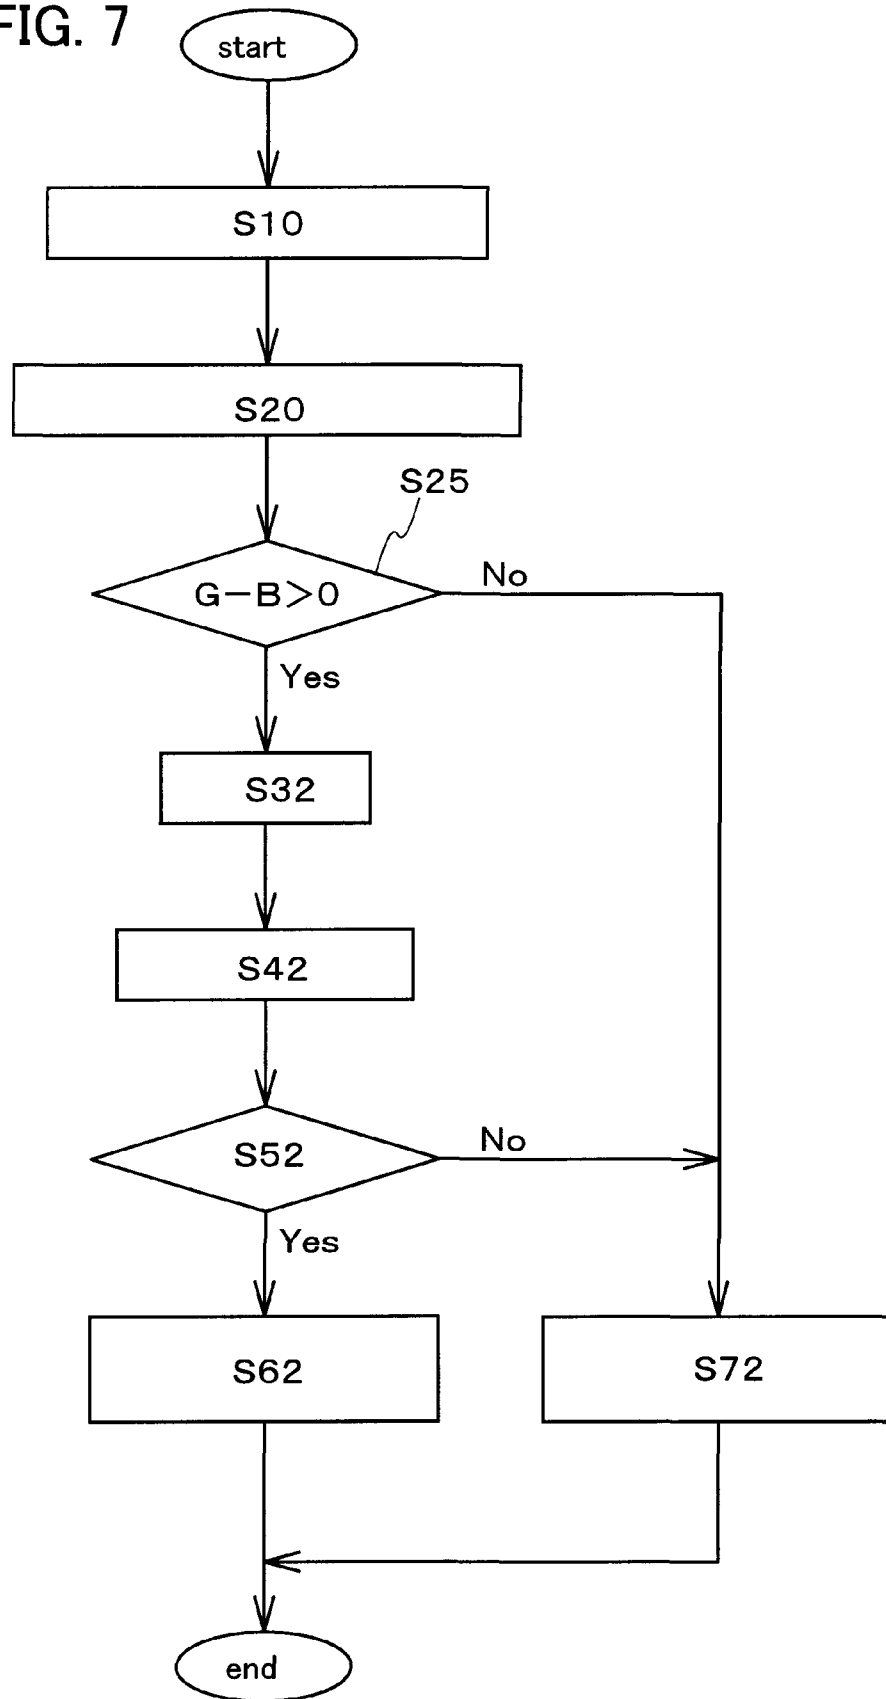 FIG. 7
start
S10
S20
S25
G−B>0
No
Yes
S32
S42
S52
No
Yes
S62
S72
end